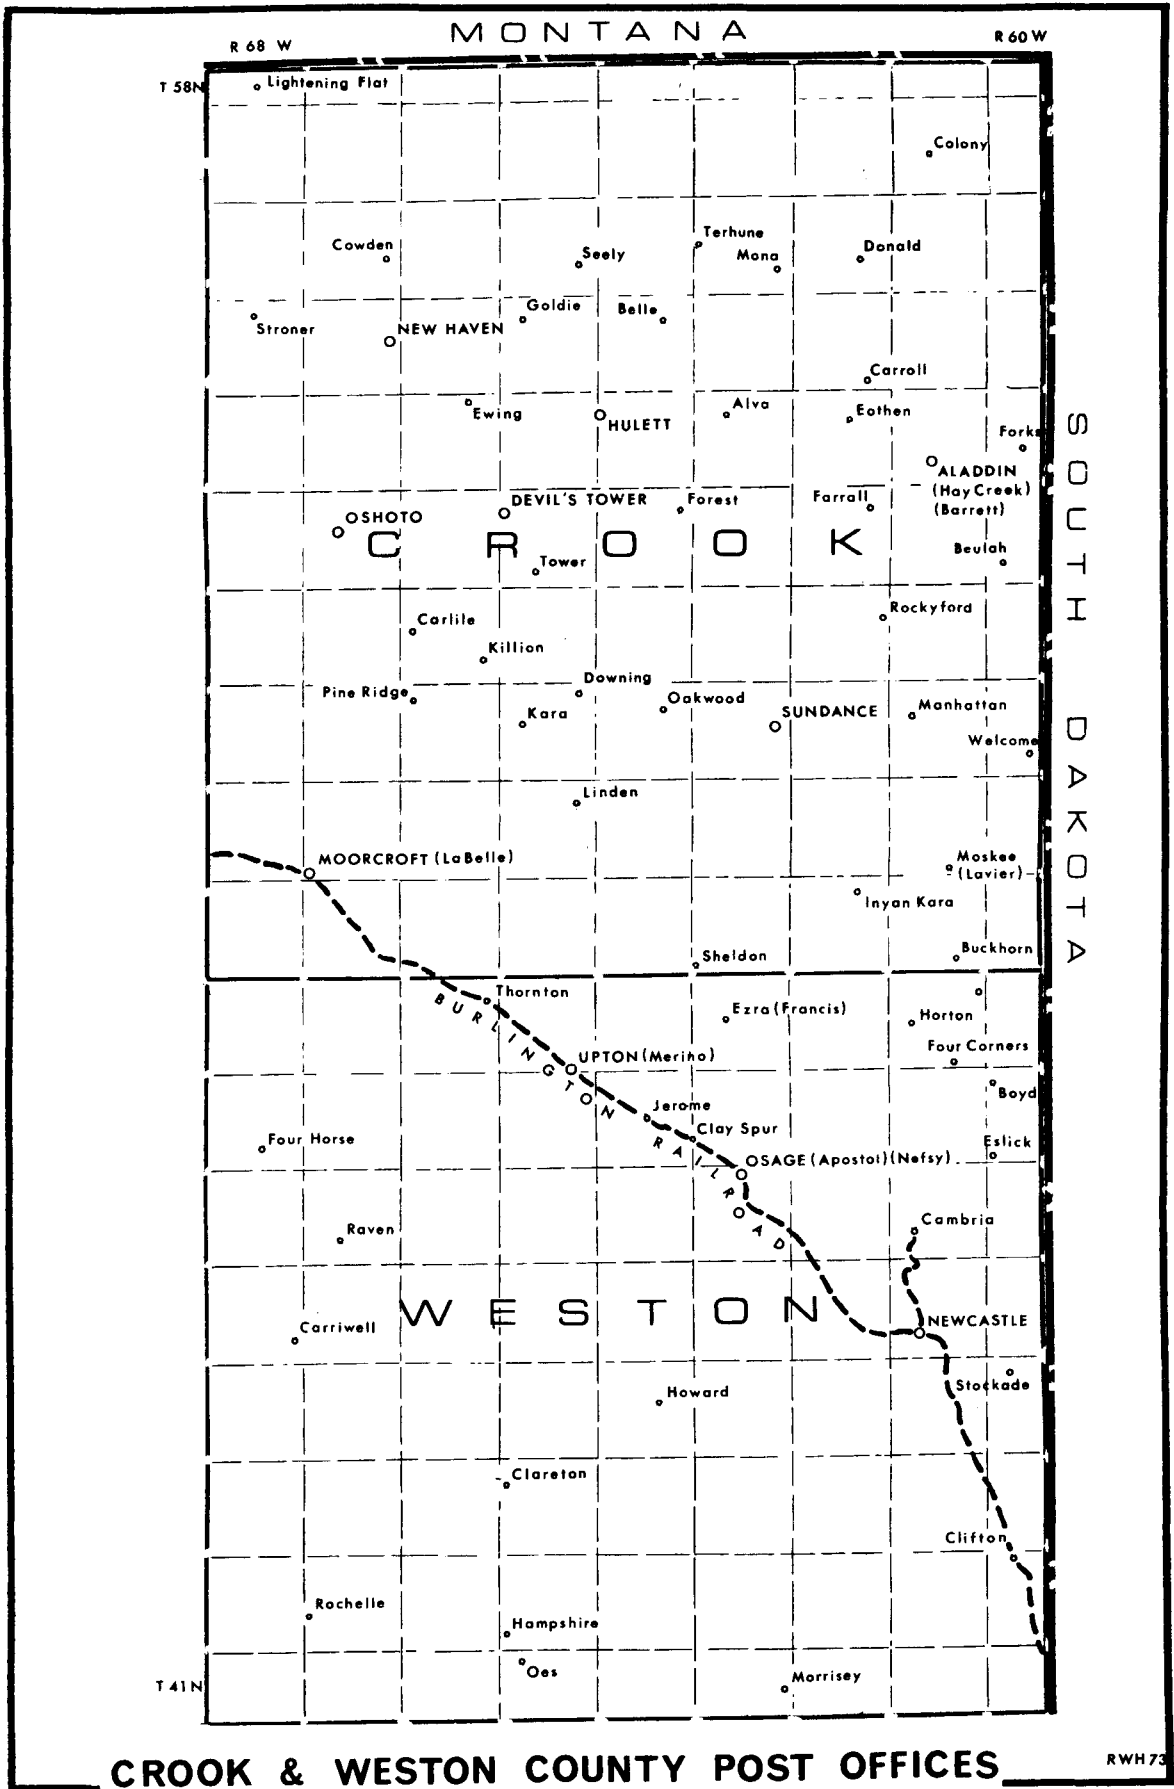 MONTANA
R 68 W
R 60 W
T 58N
Lightening Flat
Colony
Terhune
Cowden
Seely
Mona
Donald
Goldie
Belle
Stroner
NEW HAVEN
Carroll
Ewing
HULETT
Alva
Eothen
Forks
ALADDIN
(Hay Creek)
(Barrett)
DEVIL'S TOWER
Forest
Farrall
OSHOTO
CROOK
Beulah
Tower
Rockyford
Carlile
Killion
Downing
Pine Ridge
Oakwood
Kara
SUNDANCE
Manhattan
Welcome
Linden
SOUTH DAKOTA
MOORCROFT (LaBelle)
Moskee
(Lavier)
Inyan Kara
Buckhorn
Sheldon
Thornton
BURLINGTON RAILROAD
Ezra (Francis)
Horton
Four Corners
UPTON (Merino)
Boyd
Jerome
Clay Spur
Four Horse
Eslick
OSAGE (Apostol) (Nefsy)
Cambria
Raven
WESTON
Carriwell
NEWCASTLE
Stockade
Howard
Clareton
Clifton
Rochelle
Hampshire
Oes
Morrisey
T 41N
CROOK & WESTON COUNTY POST OFFICES
RWH 73